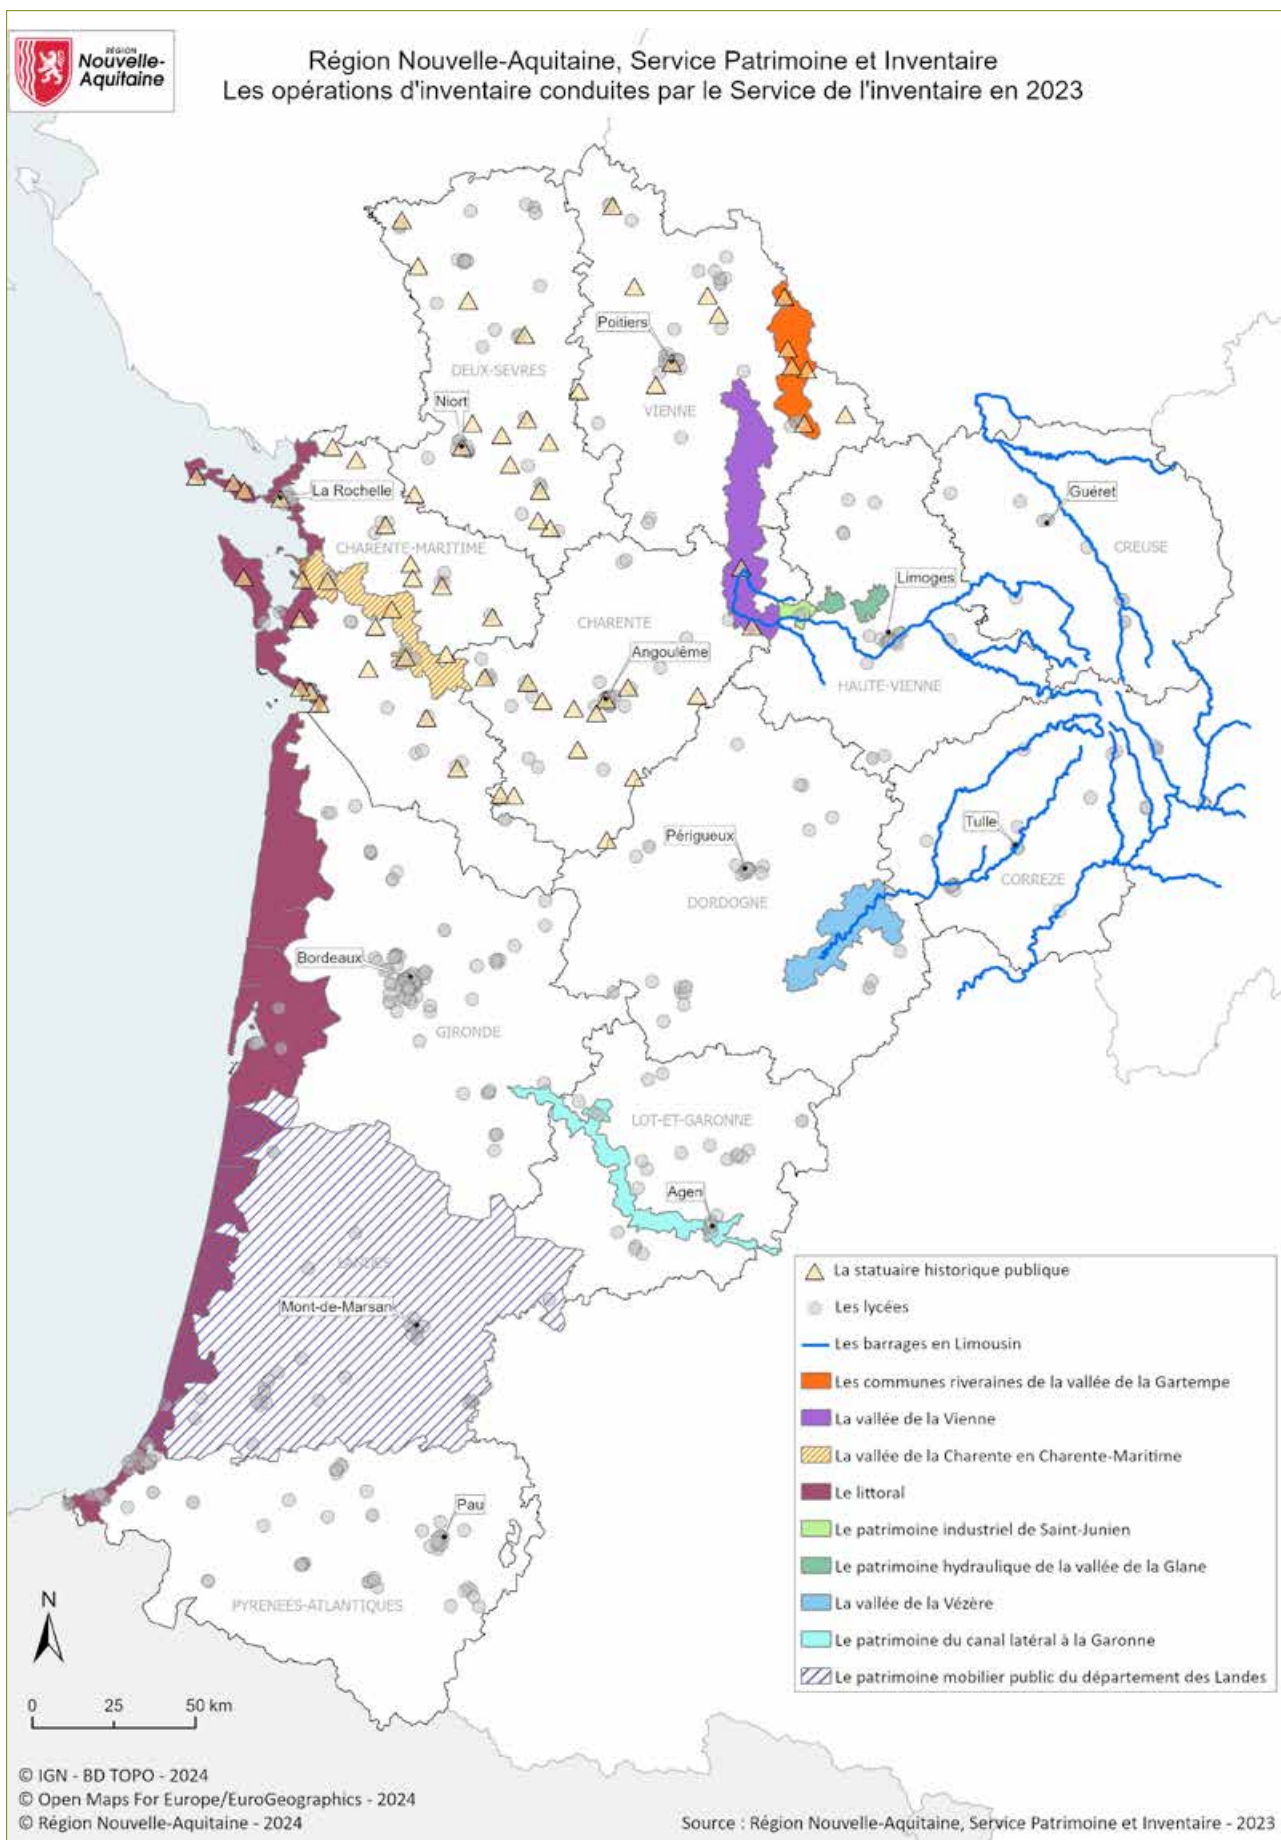 RÉGION
Nouvelle-
Aquitaine
Région Nouvelle-Aquitaine, Service Patrimoine et Inventaire
Les opérations d'inventaire conduites par le Service de l'inventaire en 2023
Poitiers
DEUX-SEVRES
Niort
VIENNE
La Rochelle
Guéret
CHARENTE-MARITIME
CREUSE
Limoges
CHARENTE
Angoulême
HAUTE-VIENNE
Tulle
Périgueux
CORREZE
DORDOGNE
Bordeaux
GIRONDE
LOT-ET-GARONNE
Agen
LANDES
Mont-de-Marsan
Pau
PYRENEES-ATLANTIQUES
La statuaire historique publique
Les lycées
Les barrages en Limousin
Les communes riveraines de la vallée de la Gartempe
La vallée de la Vienne
La vallée de la Charente en Charente-Maritime
Le littoral
Le patrimoine industriel de Saint-Junien
Le patrimoine hydraulique de la vallée de la Glane
La vallée de la Vézère
Le patrimoine du canal latéral à la Garonne
Le patrimoine mobilier public du département des Landes
N
0 25 50 km
© IGN - BD TOPO - 2024
© Open Maps For Europe/EuroGeographics - 2024
© Région Nouvelle-Aquitaine - 2024
Source : Région Nouvelle-Aquitaine, Service Patrimoine et Inventaire - 2023